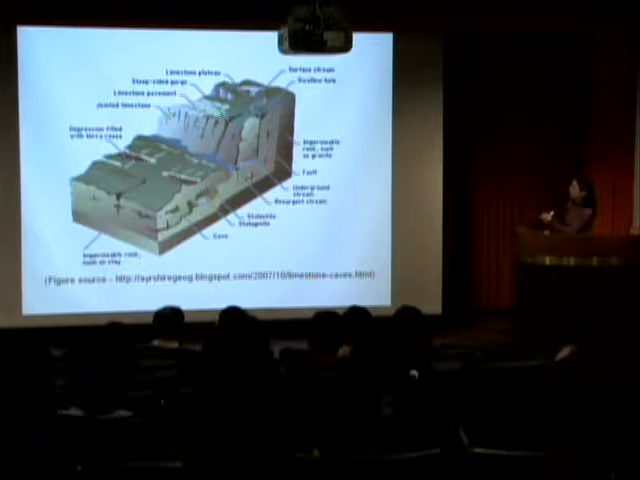 Limestone plateau
Surface stream
Steep-sided gorge
Swallow hole
Limestone pavement
Jointed limestone
Depression filled
with terra rossa
Impermeable
rock, such
as granite
Fault
Underground
stream
Resurgent stream
Stalactite
Stalagmite
Cave
Impermeable rock,
such as clay
(Figure source - http://ayrshiregeog.blogspot.com/2007/10/limestone-caves.html)